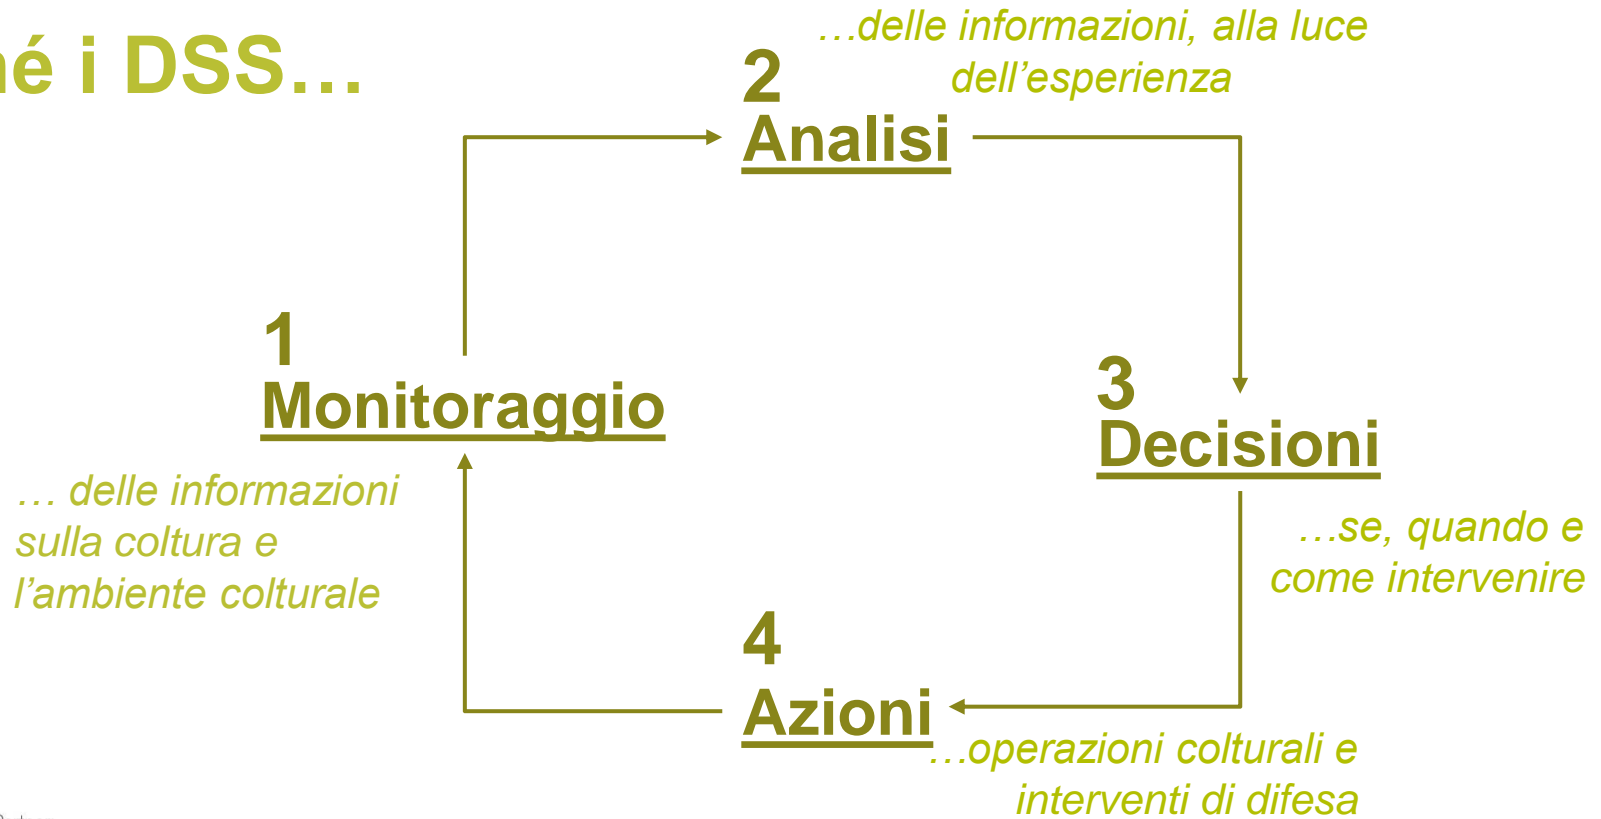 né i DSS…
2
Analisi
…delle informazioni, alla luce
dell’esperienza
1
Monitoraggio
… delle informazioni
sulla coltura e
l’ambiente colturale
3
Decisioni
…se, quando e
come intervenire
4
Azioni
…operazioni colturali e
interventi di difesa